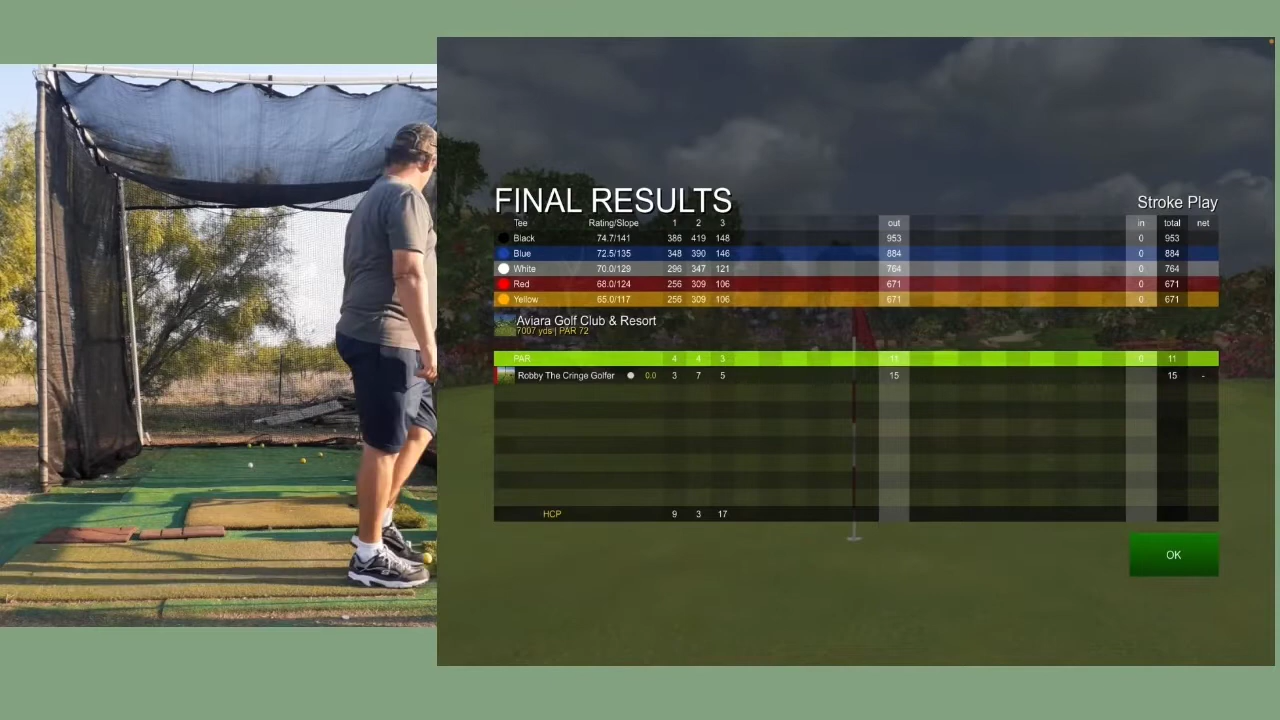 FINAL RESULTS
Stroke Play
Tee Rating/Slope 1 2 3 out in total net
Black 74.7/141 386 419 148 953 0 953
Blue 72.5/135 348 390 146 884 0 884
White 70.0/129 296 347 121 764 0 764
Red 68.0/124 256 309 106 671 0 671
Yellow 65.0/117 256 309 106 671 0 671
Aviara Golf Club & Resort
7007 yds | PAR 72
PAR 4 4 3 11 0 11
Robby The Cringe Golfer 0.0 3 7 5 15 15 -
HCP 9 3 17
OK